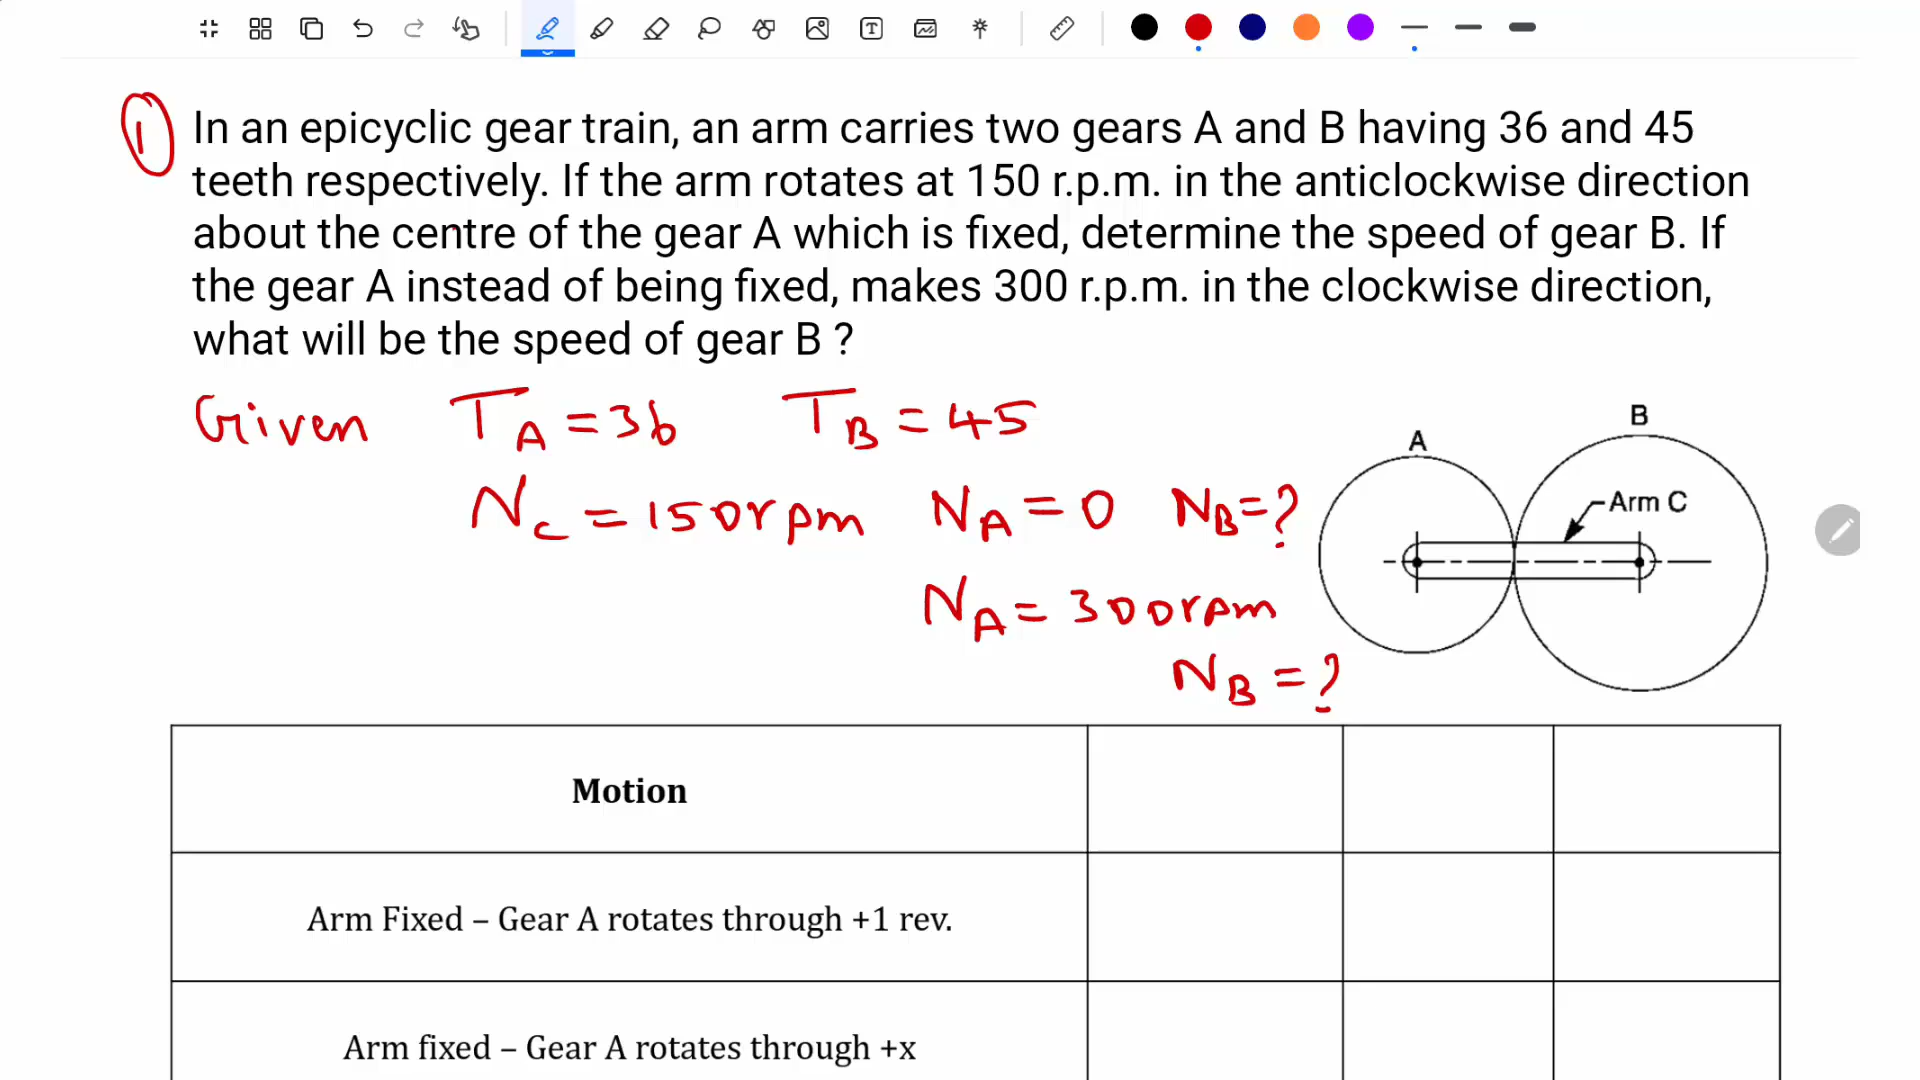 1 In an epicyclic gear train, an arm carries two gears A and B having 36 and 45
teeth respectively. If the arm rotates at 150 r.p.m. in the anticlockwise direction
about the centre of the gear A which is fixed, determine the speed of gear B. If
the gear A instead of being fixed, makes 300 r.p.m. in the clockwise direction,
what will be the speed of gear B ?
Given T_A = 36 T_B = 45
N_C = 150rpm N_A = 0 N_B = ?
N_A = 300rpm
N_B = ?
A
B
Arm C
Motion
Arm Fixed – Gear A rotates through +1 rev.
Arm fixed – Gear A rotates through +x